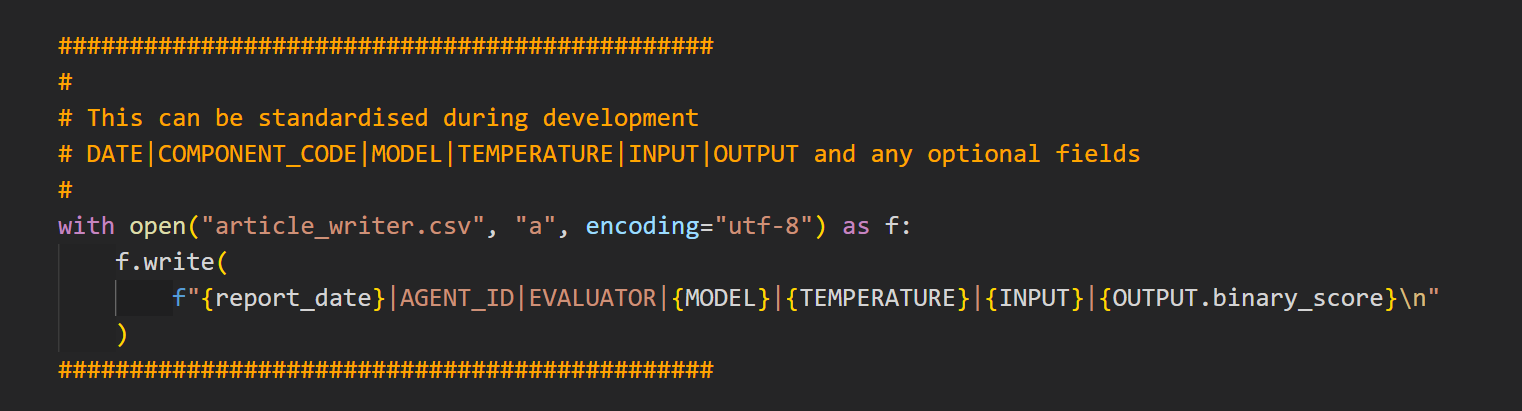 ##############################################
#
# This can be standardised during development
# DATE|COMPONENT_CODE|MODEL|TEMPERATURE|INPUT|OUTPUT and any optional fields
#
with open("article_writer.csv", "a", encoding="utf-8") as f:
    f.write(
        f"{report_date}|AGENT_ID|EVALUATOR|{MODEL}|{TEMPERATURE}|{INPUT}|{OUTPUT.binary_score}\n"
    )
##############################################